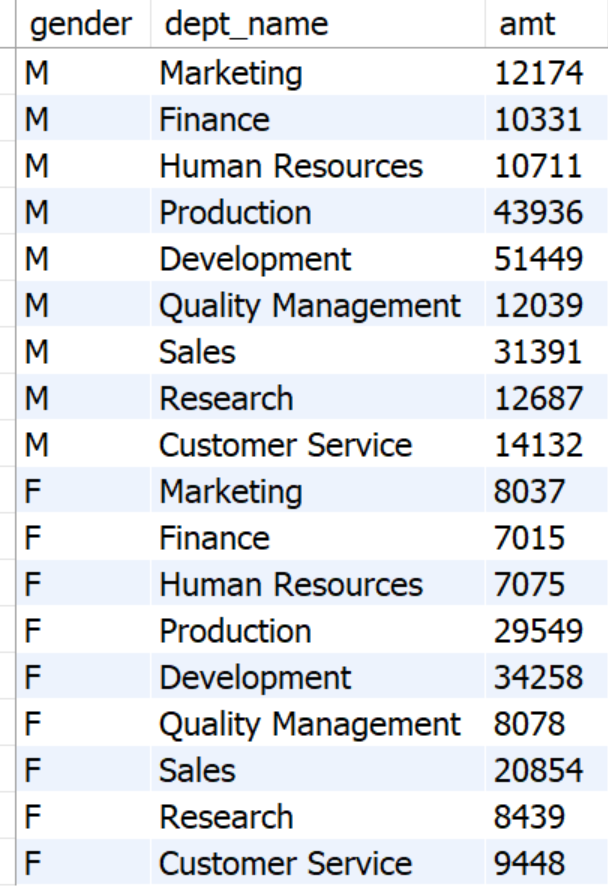 gender dept_name amt
M Marketing 12174
M Finance 10331
M Human Resources 10711
M Production 43936
M Development 51449
M Quality Management 12039
M Sales 31391
M Research 12687
M Customer Service 14132
F Marketing 8037
F Finance 7015
F Human Resources 7075
F Production 29549
F Development 34258
F Quality Management 8078
F Sales 20854
F Research 8439
F Customer Service 9448